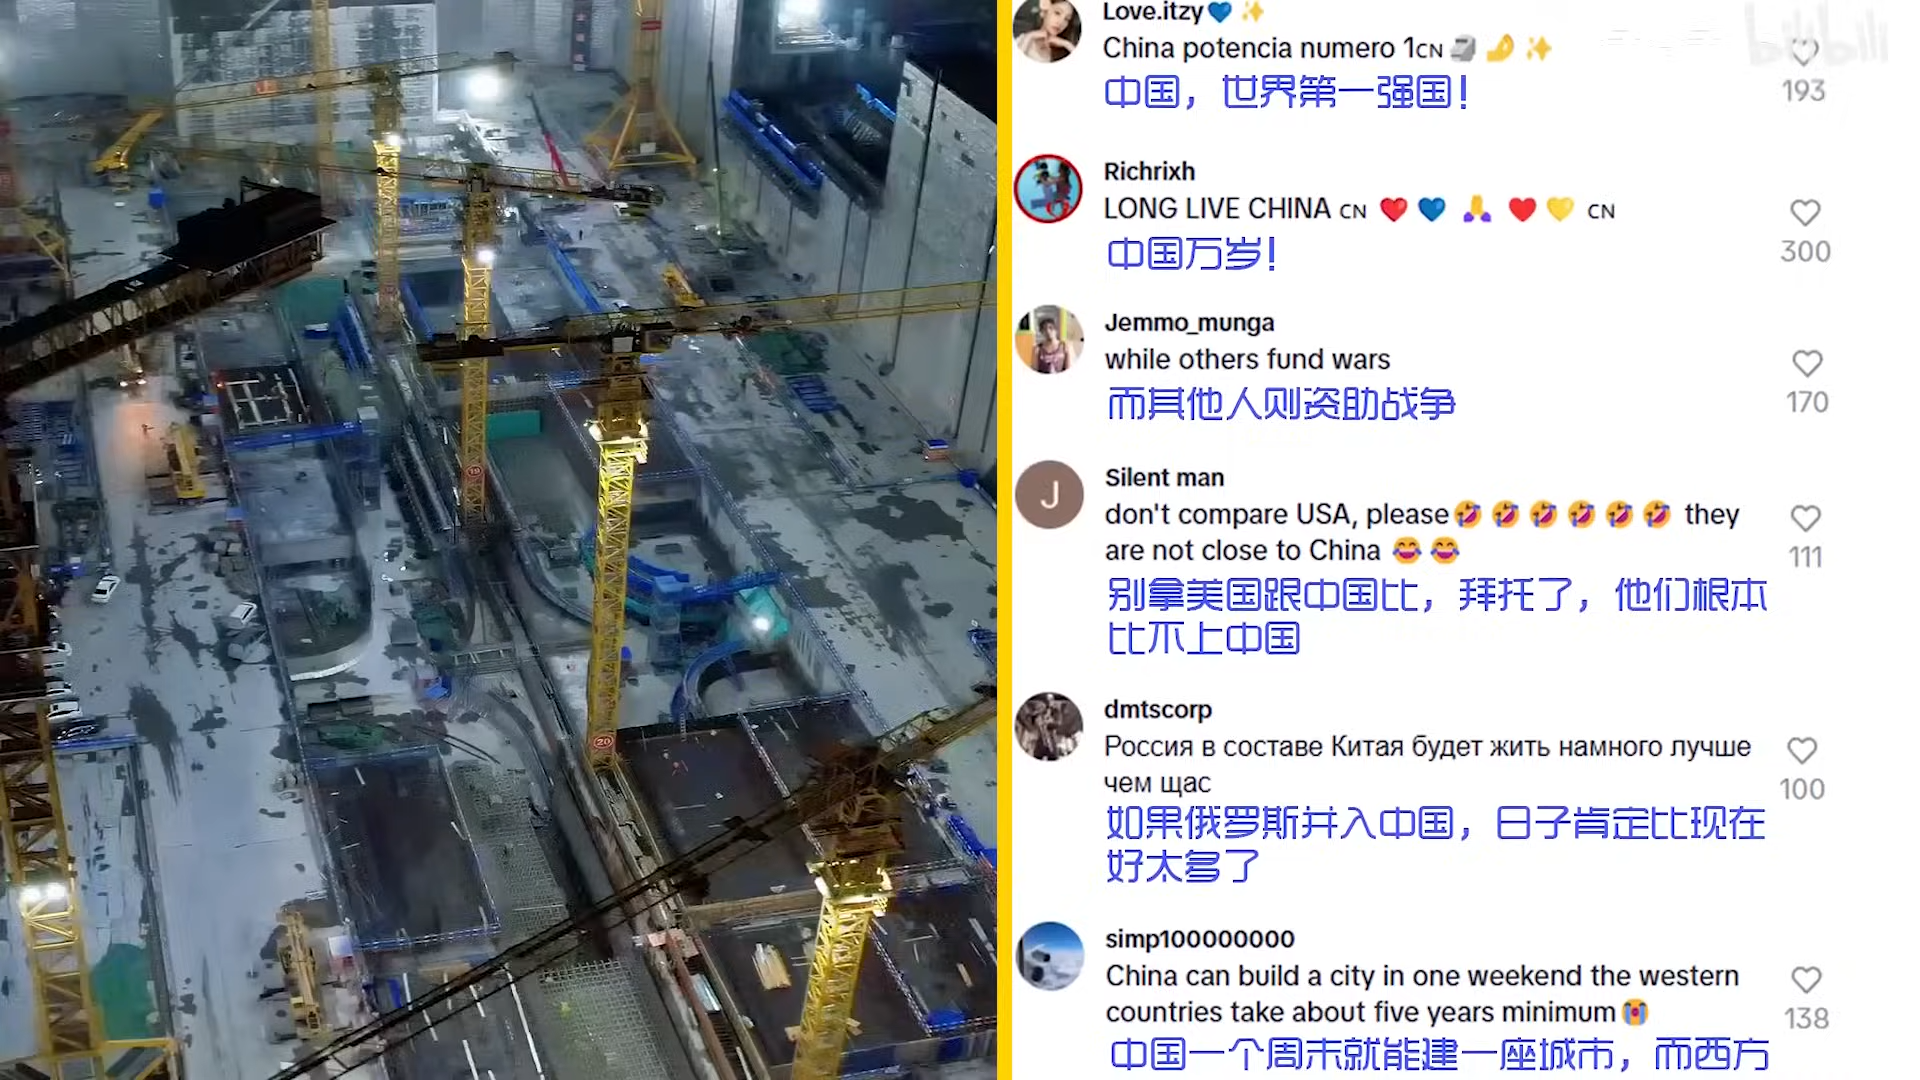 bilibili
Love.itzy💙✨
China potencia numero 1CN🗿🤌✨
193
中国，世界第一强国！
Richrixh
LONG LIVE CHINA CN ❤️💙🙏❤️💛 CN
300
中国万岁！
Jemmo_munga
while others fund wars
170
而其他人则资助战争
Silent man
J
don't compare USA, please🤣🤣🤣🤣🤣🤣 they
are not close to China 😂😂
111
别拿美国跟中国比，拜托了，他们根本
比不上中国
dmtscorp
Россия в составе Китая будет жить намного лучше
чем щас
100
如果俄罗斯并入中国，日子肯定比现在
好太多了
simp100000000
China can build a city in one weekend the western
countries take about five years minimum😭
138
中国一个周末就能建一座城市，而西方
20